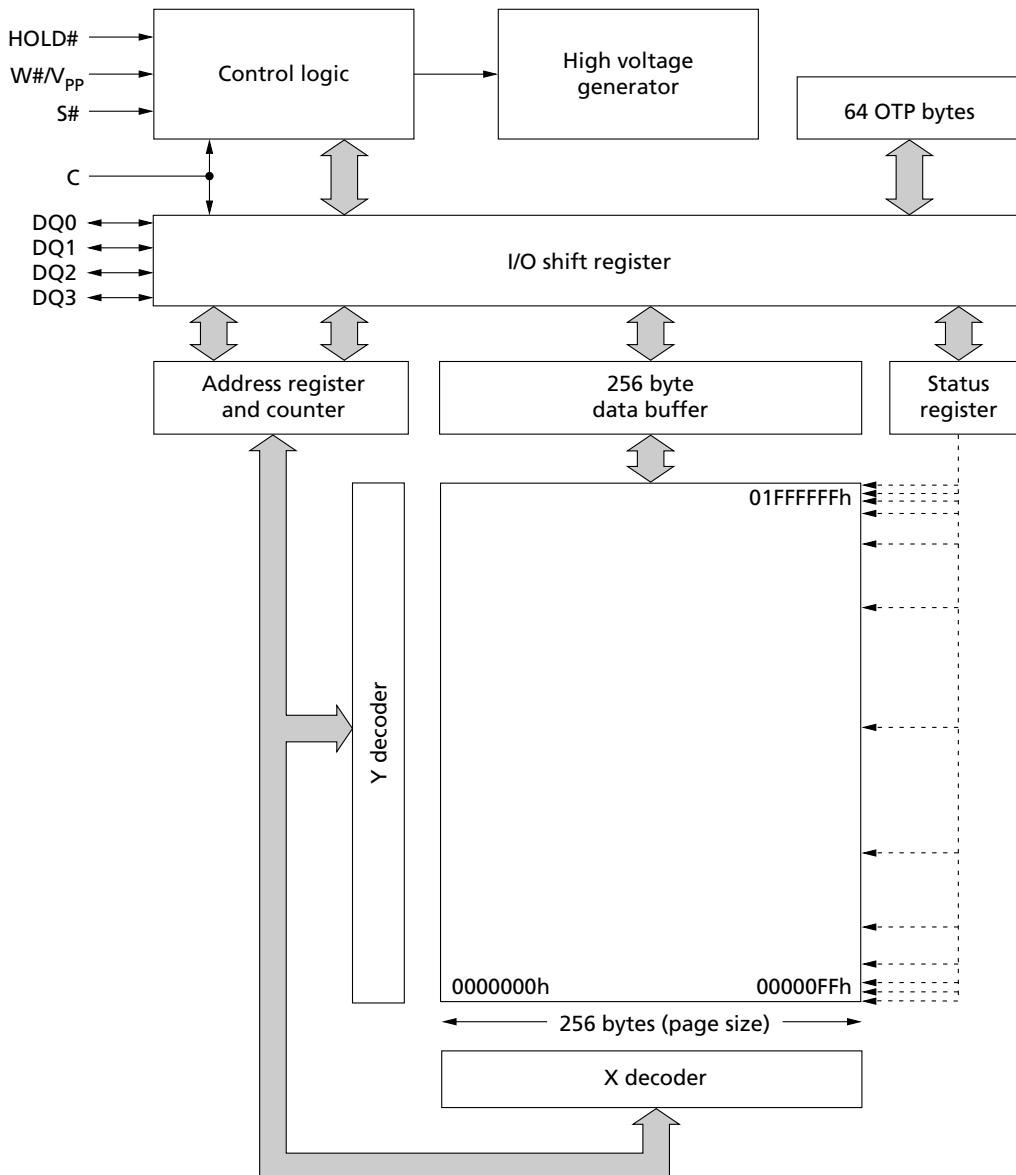 HOLD#
W#/VPP
S#
Control logic
High voltage
generator
64 OTP bytes
C
DQ0
DQ1
DQ2
DQ3
I/O shift register
Address register
and counter
256 byte
data buffer
Status
register
01FFFFFFh
Y decoder
0000000h
00000FFh
256 bytes (page size)
X decoder